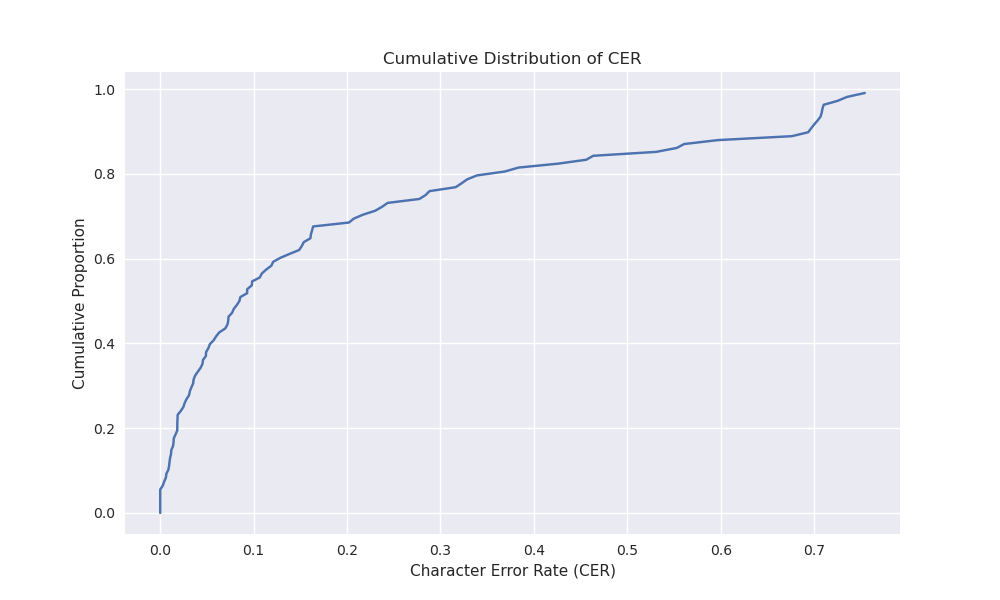 Cumulative Distribution of CER
1.0
0.8
0.6
0.4
0.2
0.0
Cumulative Proportion
0.0 0.1 0.2 0.3 0.4 0.5 0.6 0.7
Character Error Rate (CER)